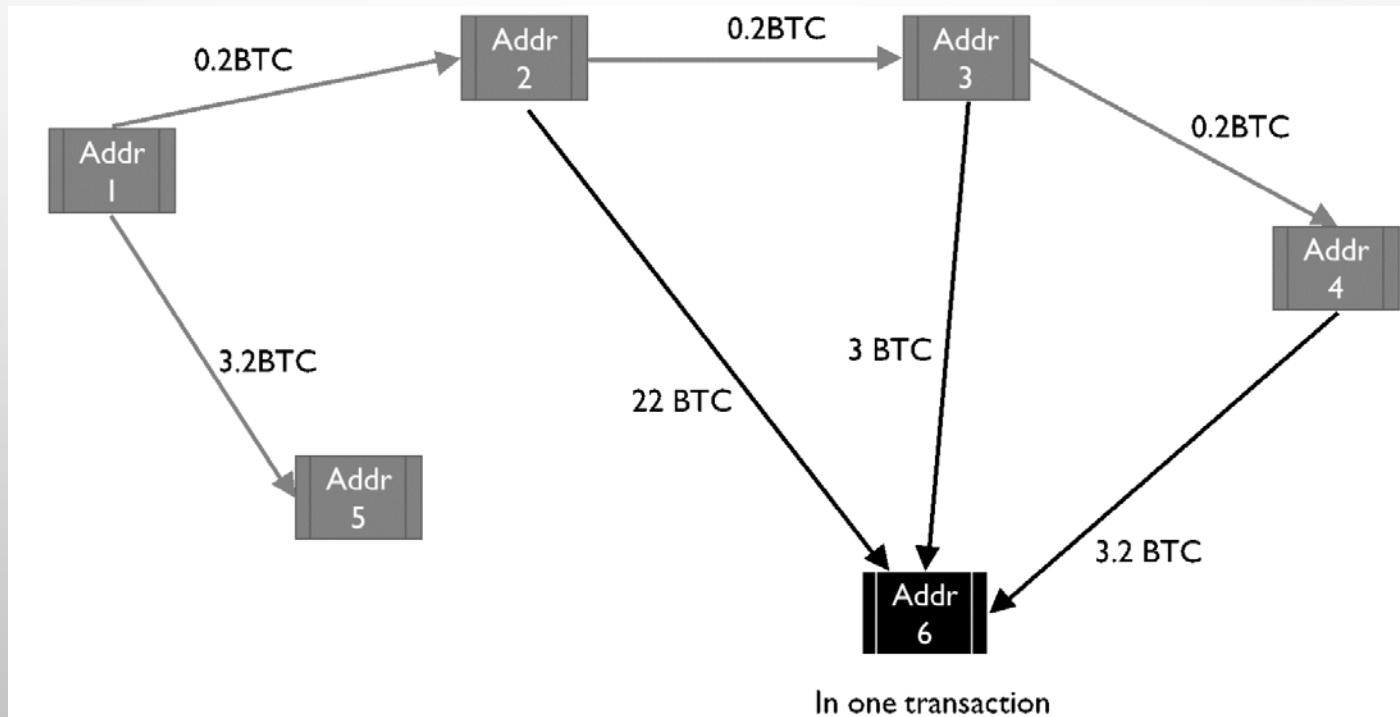 0.2BTC
Addr
2
0.2BTC
Addr
3
Addr
1
0.2BTC
Addr
4
3.2BTC
22 BTC
3 BTC
Addr
5
3.2 BTC
Addr
6
In one transaction